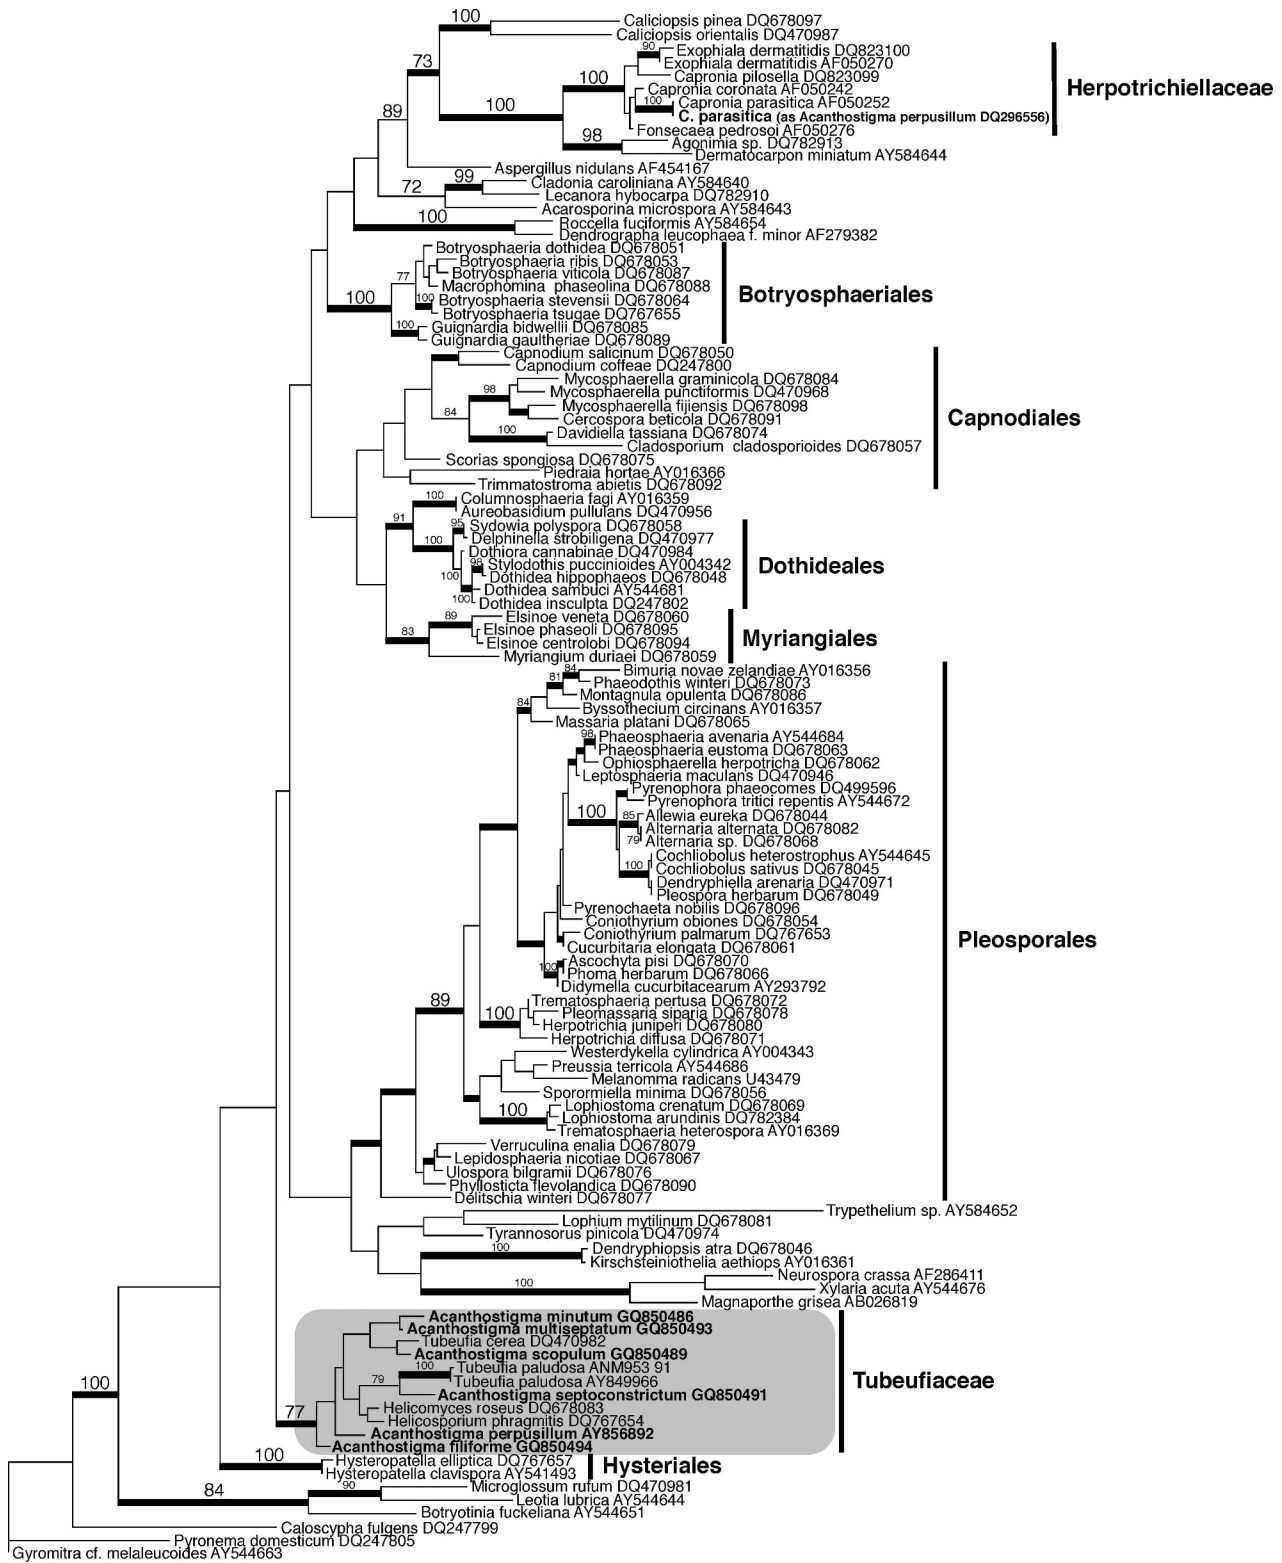 100
Caliciopsis pinea DQ678097
Caliciopsis orientalis DQ470987
73
90
Exophiala dermatitidis DQ823100
Exophiala dermatitidis AF050270
Capronia pilosella DQ823099
100
Capronia coronata AF050242
Herpotrichiellaceae
100
100
Capronia parasitica AF050252
C. parasitica (as Acanthostigma perpusillum DQ296556)
89
Fonsecaea pedrosoi AF050276
98
Agonimia sp. DQ782913
Dermatocarpon miniatum AY584644
Aspergillus nidulans AF454167
72
99
Cladonia caroliniana AY584640
Lecanora hybocarpa DQ782910
Acarosporina microspora AY584643
100
Roccella fuciformis AY584654
Dendrographa leucophaea f. minor AF279382
Botryosphaeria dothidea DQ678051
Botryosphaeria ribis DQ678053
77
Botryosphaeria viticola DQ678087
Macrophomina phaseolina DQ678088
Botryosphaeriales
100
100
Botryosphaeria stevensii DQ678064
Botryosphaeria tsugae DQ767655
100
Guignardia bidwellii DQ678085
Guignardia gaultheriae DQ678089
Capnodium salicinum DQ678050
Capnodium coffeae DQ247800
Mycosphaerella graminicola DQ678084
98
Mycosphaerella punctiformis DQ470968
Mycosphaerella fijiensis DQ678098
84
Cercospora beticola DQ678091
Capnodiales
100
Davidiella tassiana DQ678074
Cladosporium cladosporioides DQ678057
Scorias spongiosa DQ678075
Piedraia hortae AY016366
Trimmatostroma abietis DQ678092
100
Columnosphaeria fagi AY016359
Aureobasidium pullulans DQ470956
91
95
Sydowia polyspora DQ678058
Delphinella strobiligena DQ470977
100
Dothiora cannabinae DQ470984
98
Stylodothis puccinioides AY004342
Dothideales
100
Dothidea hippophaeos DQ678048
Dothidea sambuci AY544681
100
Dothidea insculpta DQ247802
89
Elsinoe veneta DQ678060
83
Elsinoe phaseoli DQ678095
Myriangiales
Elsinoe centrolobi DQ678094
Myriangium duriaei DQ678059
84
Bimuria novae zelandiae AY016356
81
Phaeodothis winteri DQ678073
Montagnula opulenta DQ678086
84
Byssothecium circinans AY016357
Massaria platani DQ678065
98
Phaeosphaeria avenaria AY544684
Phaeosphaeria eustoma DQ678063
Ophiosphaerella herpotricha DQ678062
Leptosphaeria maculans DQ470946
Pyrenophora phaeocomes DQ499596
Pyrenophora tritici repentis AY544672
100
85
Allewia eureka DQ678044
Alternaria alternata DQ678082
79
Alternaria sp. DQ678068
Cochliobolus heterostrophus AY544645
100
Cochliobolus sativus DQ678045
Dendryphiella arenaria DQ470971
Pleospora herbarum DQ678049
Pyrenochaeta nobilis DQ678096
Coniothyrium obiones DQ678054
Coniothyrium palmarum DQ767653
Pleosporales
Cucurbitaria elongata DQ678061
100
Ascochyta pisi DQ678070
Phoma herbarum DQ678066
Didymella cucurbitacearum AY293792
89
Trematosphaeria pertusa DQ678072
100
Pleomassaria siparia DQ678078
Herpotrichia juniperi DQ678080
Herpotrichia diffusa DQ678071
Westerdykella cylindrica AY004343
Preussia terricola AY544686
Melanomma radicans U43479
Sporormiella minima DQ678056
100
Lophiostoma crenatum DQ678069
Lophiostoma arundinis DQ782384
Trematosphaeria heterospora AY016369
Verruculina enalia DQ678079
Lepidosphaeria nicotiae DQ678067
Ulospora bilgramii DQ678076
Phyllosticta flevolandica DQ678090
Delitschia winteri DQ678077
Trypethelium sp. AY584652
Lophium mytilinum DQ678081
Tyrannosorus pinicola DQ470974
100
Dendryphiopsis atra DQ678046
Kirschsteiniothelia aethiops AY016361
100
Neurospora crassa AF286411
Xylaria acuta AY544676
Magnaporthe grisea AB026819
Acanthostigma minutum GQ850486
Acanthostigma multiseptatum GQ850493
Tubeufia cerea DQ470982
Acanthostigma scopulum GQ850489
100
Tubeufia paludosa ANM953 91
79
Tubeufia paludosa AY849966
Tubeufiaceae
100
Acanthostigma septoconstrictum GQ850491
Helicomyces roseus DQ678083
77
Helicosporium phragmitis DQ767654
Acanthostigma perpusillum AY856892
Acanthostigma filiforme GQ850494
100
Hysteropatella elliptica DQ767657
Hysteriales
Hysteropatella clavispora AY541493
84
90
Microglossum rufum DQ470981
Leotia lubrica AY544644
Botryotinia fuckeliana AY544651
Caloscypha fulgens DQ247799
Pyronema domesticum DQ247805
Gyromitra cf. melaleucoides AY544663